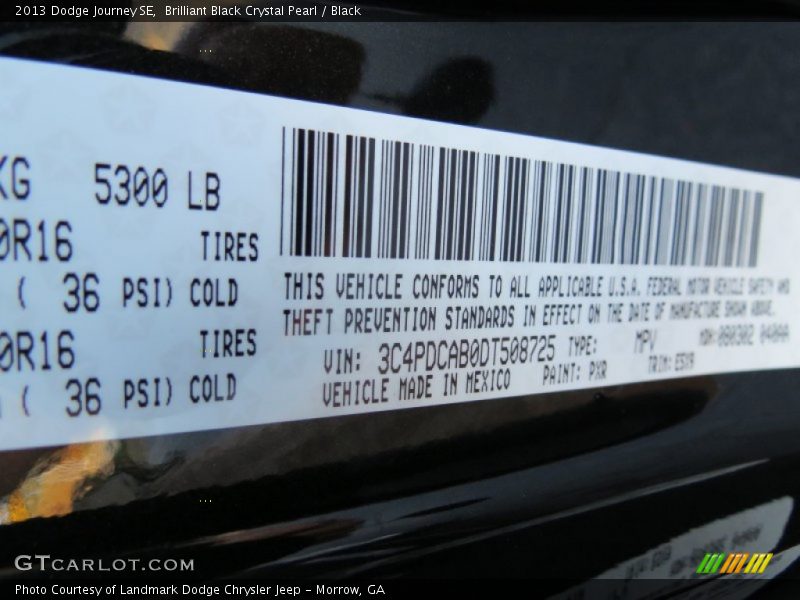 2013 Dodge Journey SE, Brilliant Black Crystal Pearl / Black
KG 5300 LB
0R16 TIRES
( 36 PSI) COLD
0R16 TIRES
( 36 PSI) COLD
THIS VEHICLE CONFORMS TO ALL APPLICABLE U.S.A. FEDERAL MOTOR VEHICLE SAFETY AND
THEFT PREVENTION STANDARDS IN EFFECT ON THE DATE OF MANUFACTURE SHOWN ABOVE.
VIN: 3C4PDCAB0DT508725 TYPE: MPV
VEHICLE MADE IN MEXICO PAINT: PXR TRIM:
GTCARLOT.COM
Photo Courtesy of Landmark Dodge Chrysler Jeep – Morrow, GA